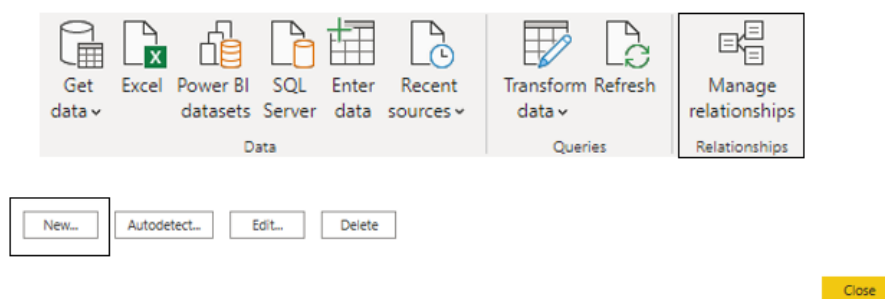 Get data Excel Power BI datasets SQL Server Enter data Recent sources Transform data Refresh Manage relationships
Data Queries Relationships
New... Autodetect... Edit... Delete
Close